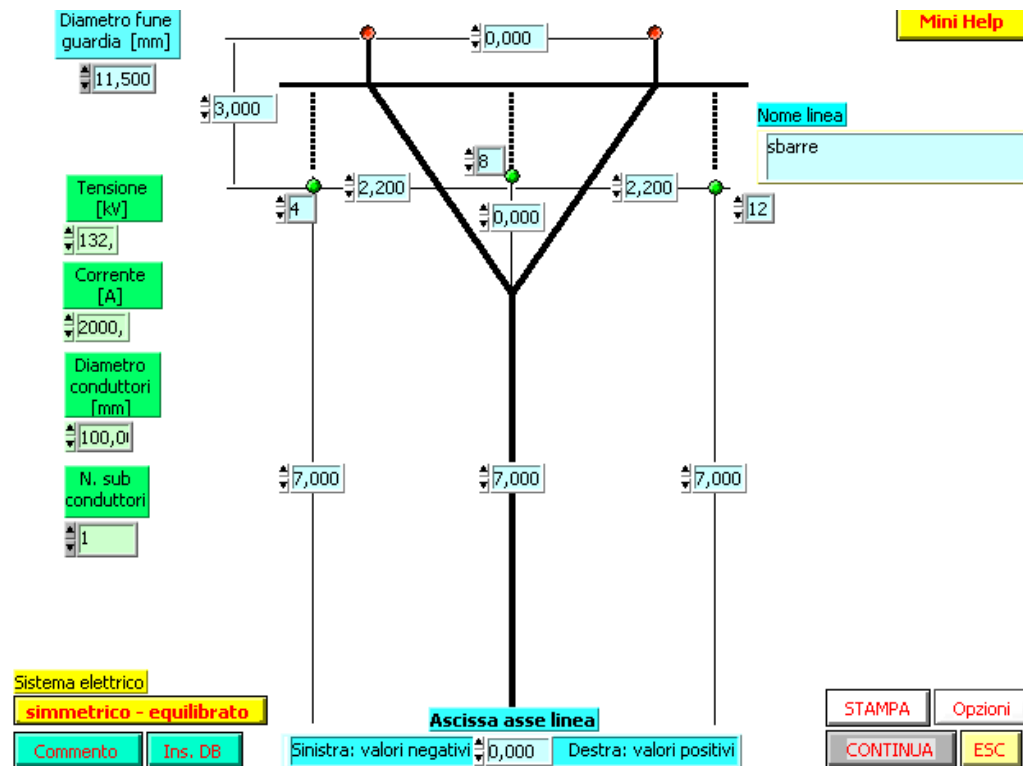 Diametro fune
guardia [mm]
11,500
0,000
Mini Help
3,000
Nome linea
sbarre
8
Tensione
[kV]
132,
4
2,200
0,000
2,200
12
Corrente
[A]
2000,
Diametro
conduttori
[mm]
100,0
7,000
7,000
7,000
N. sub
conduttori
1
Sistema elettrico
simmetrico - equilibrato
Commento
Ins. DB
Ascissa asse linea
Sinistra: valori negativi
0,000
Destra: valori positivi
STAMPA
Opzioni
CONTINUA
ESC